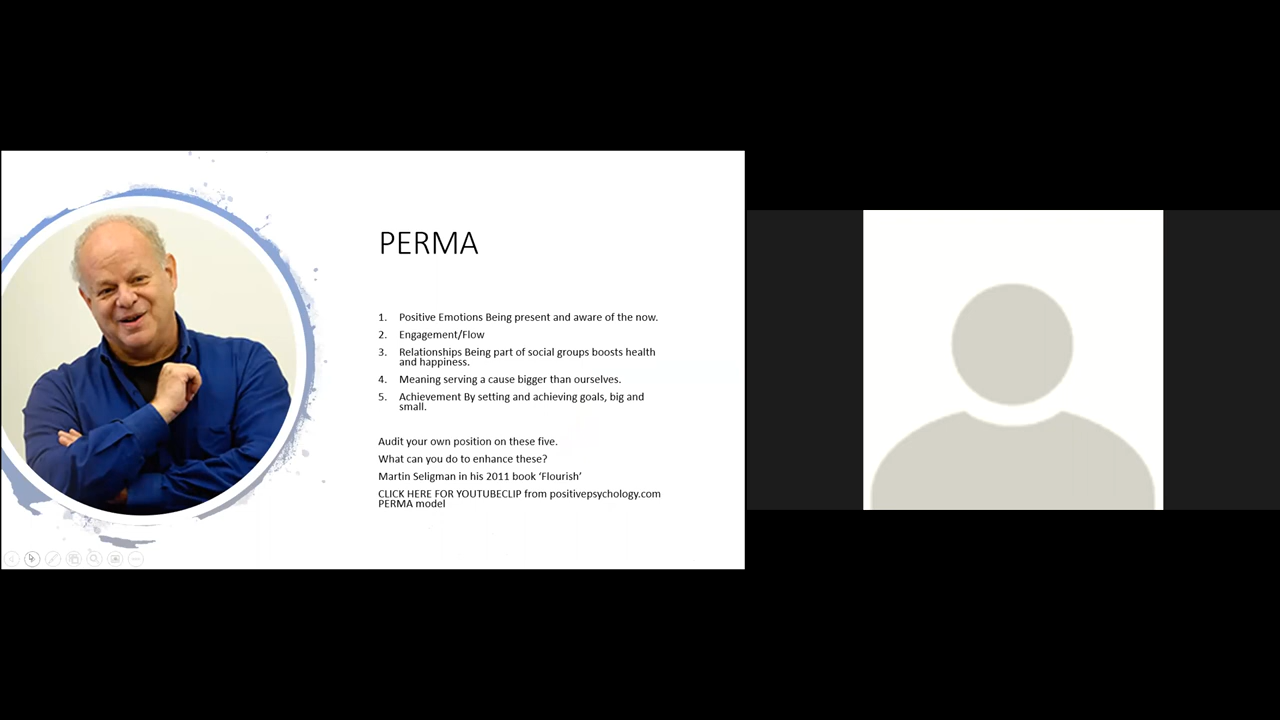 PERMA
1. Positive Emotions Being present and aware of the now.
2. Engagement/Flow
3. Relationships Being part of social groups boosts health
and happiness.
4. Meaning serving a cause bigger than ourselves.
5. Achievement By setting and achieving goals, big and
small.
Audit your own position on these five.
What can you do to enhance these?
Martin Seligman in his 2011 book ‘Flourish’
CLICK HERE FOR YOUTUBECLIP from positivepsychology.com
PERMA model